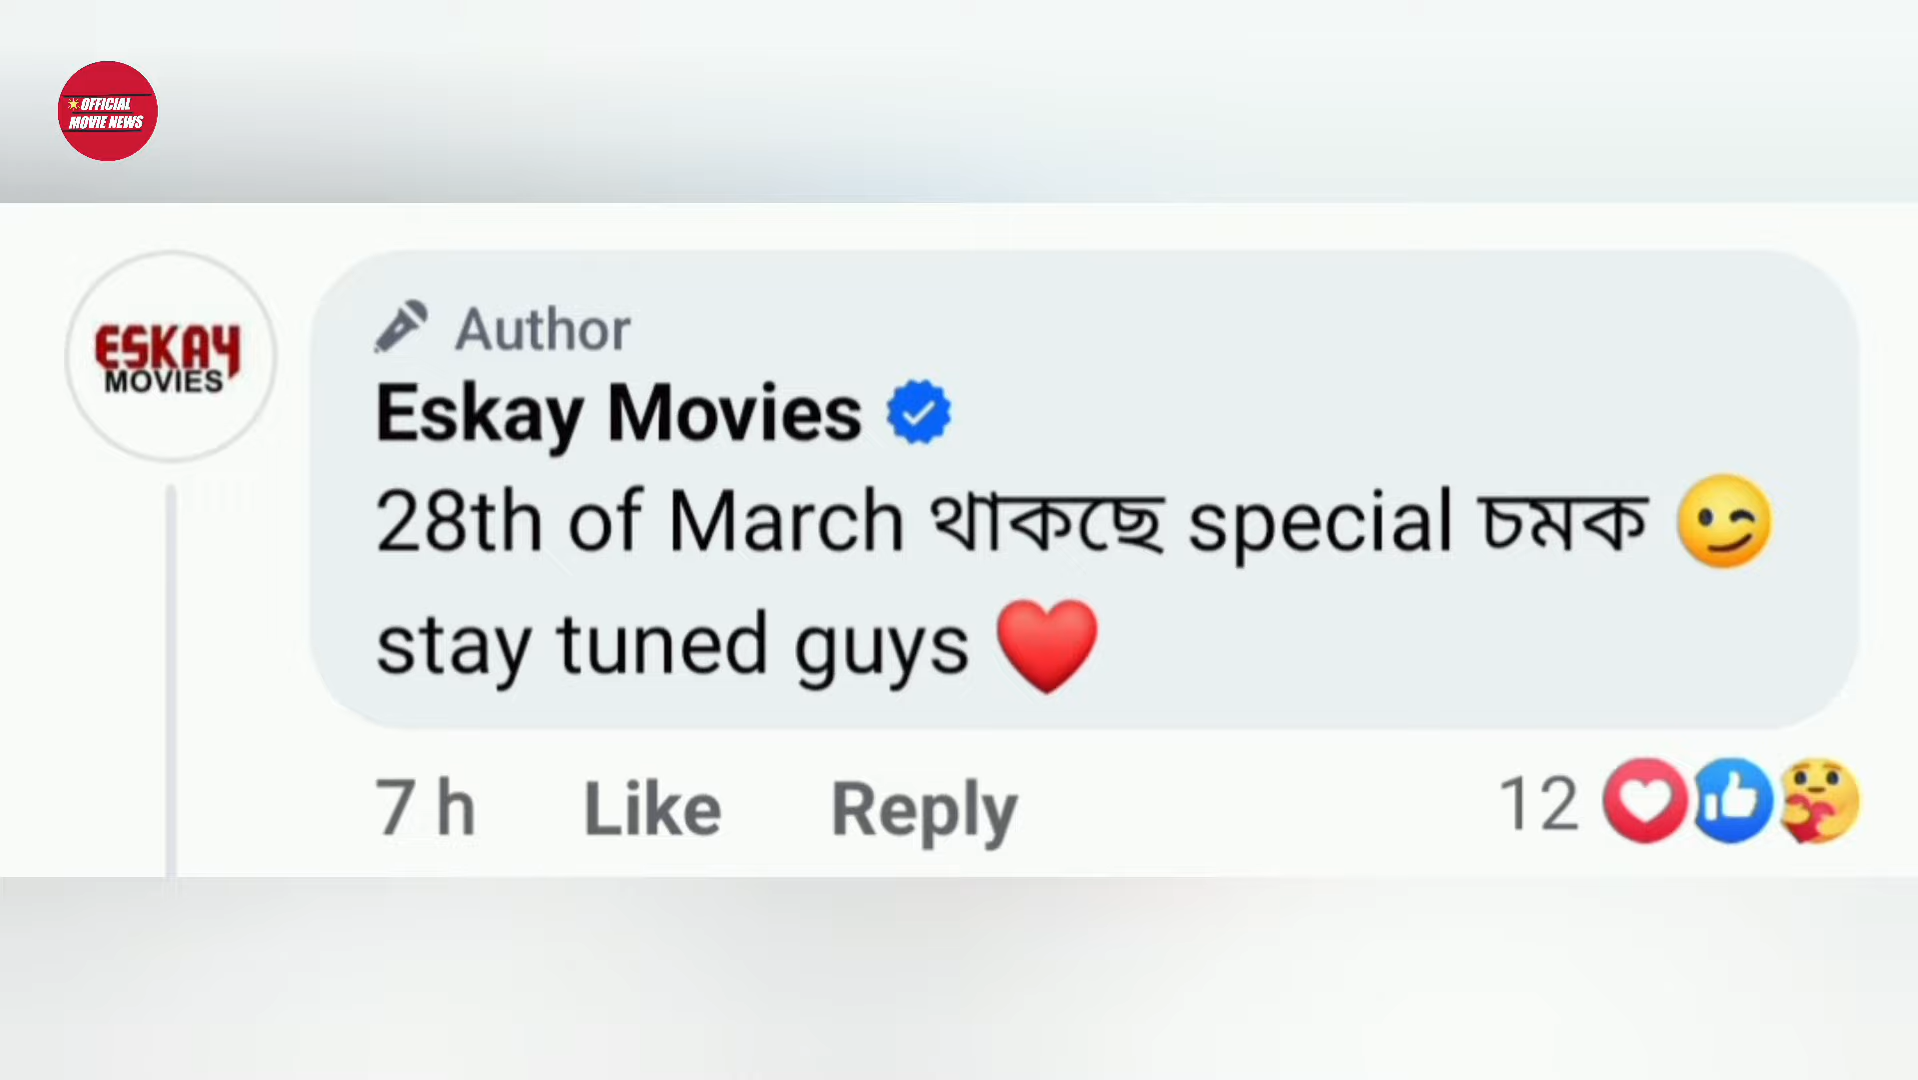 OFFICIAL
MOVIE NEWS
ESKAY
MOVIES
Author
Eskay Movies
28th of March থাকছে special চমক 😉
stay tuned guys ❤️
7 h Like Reply 12